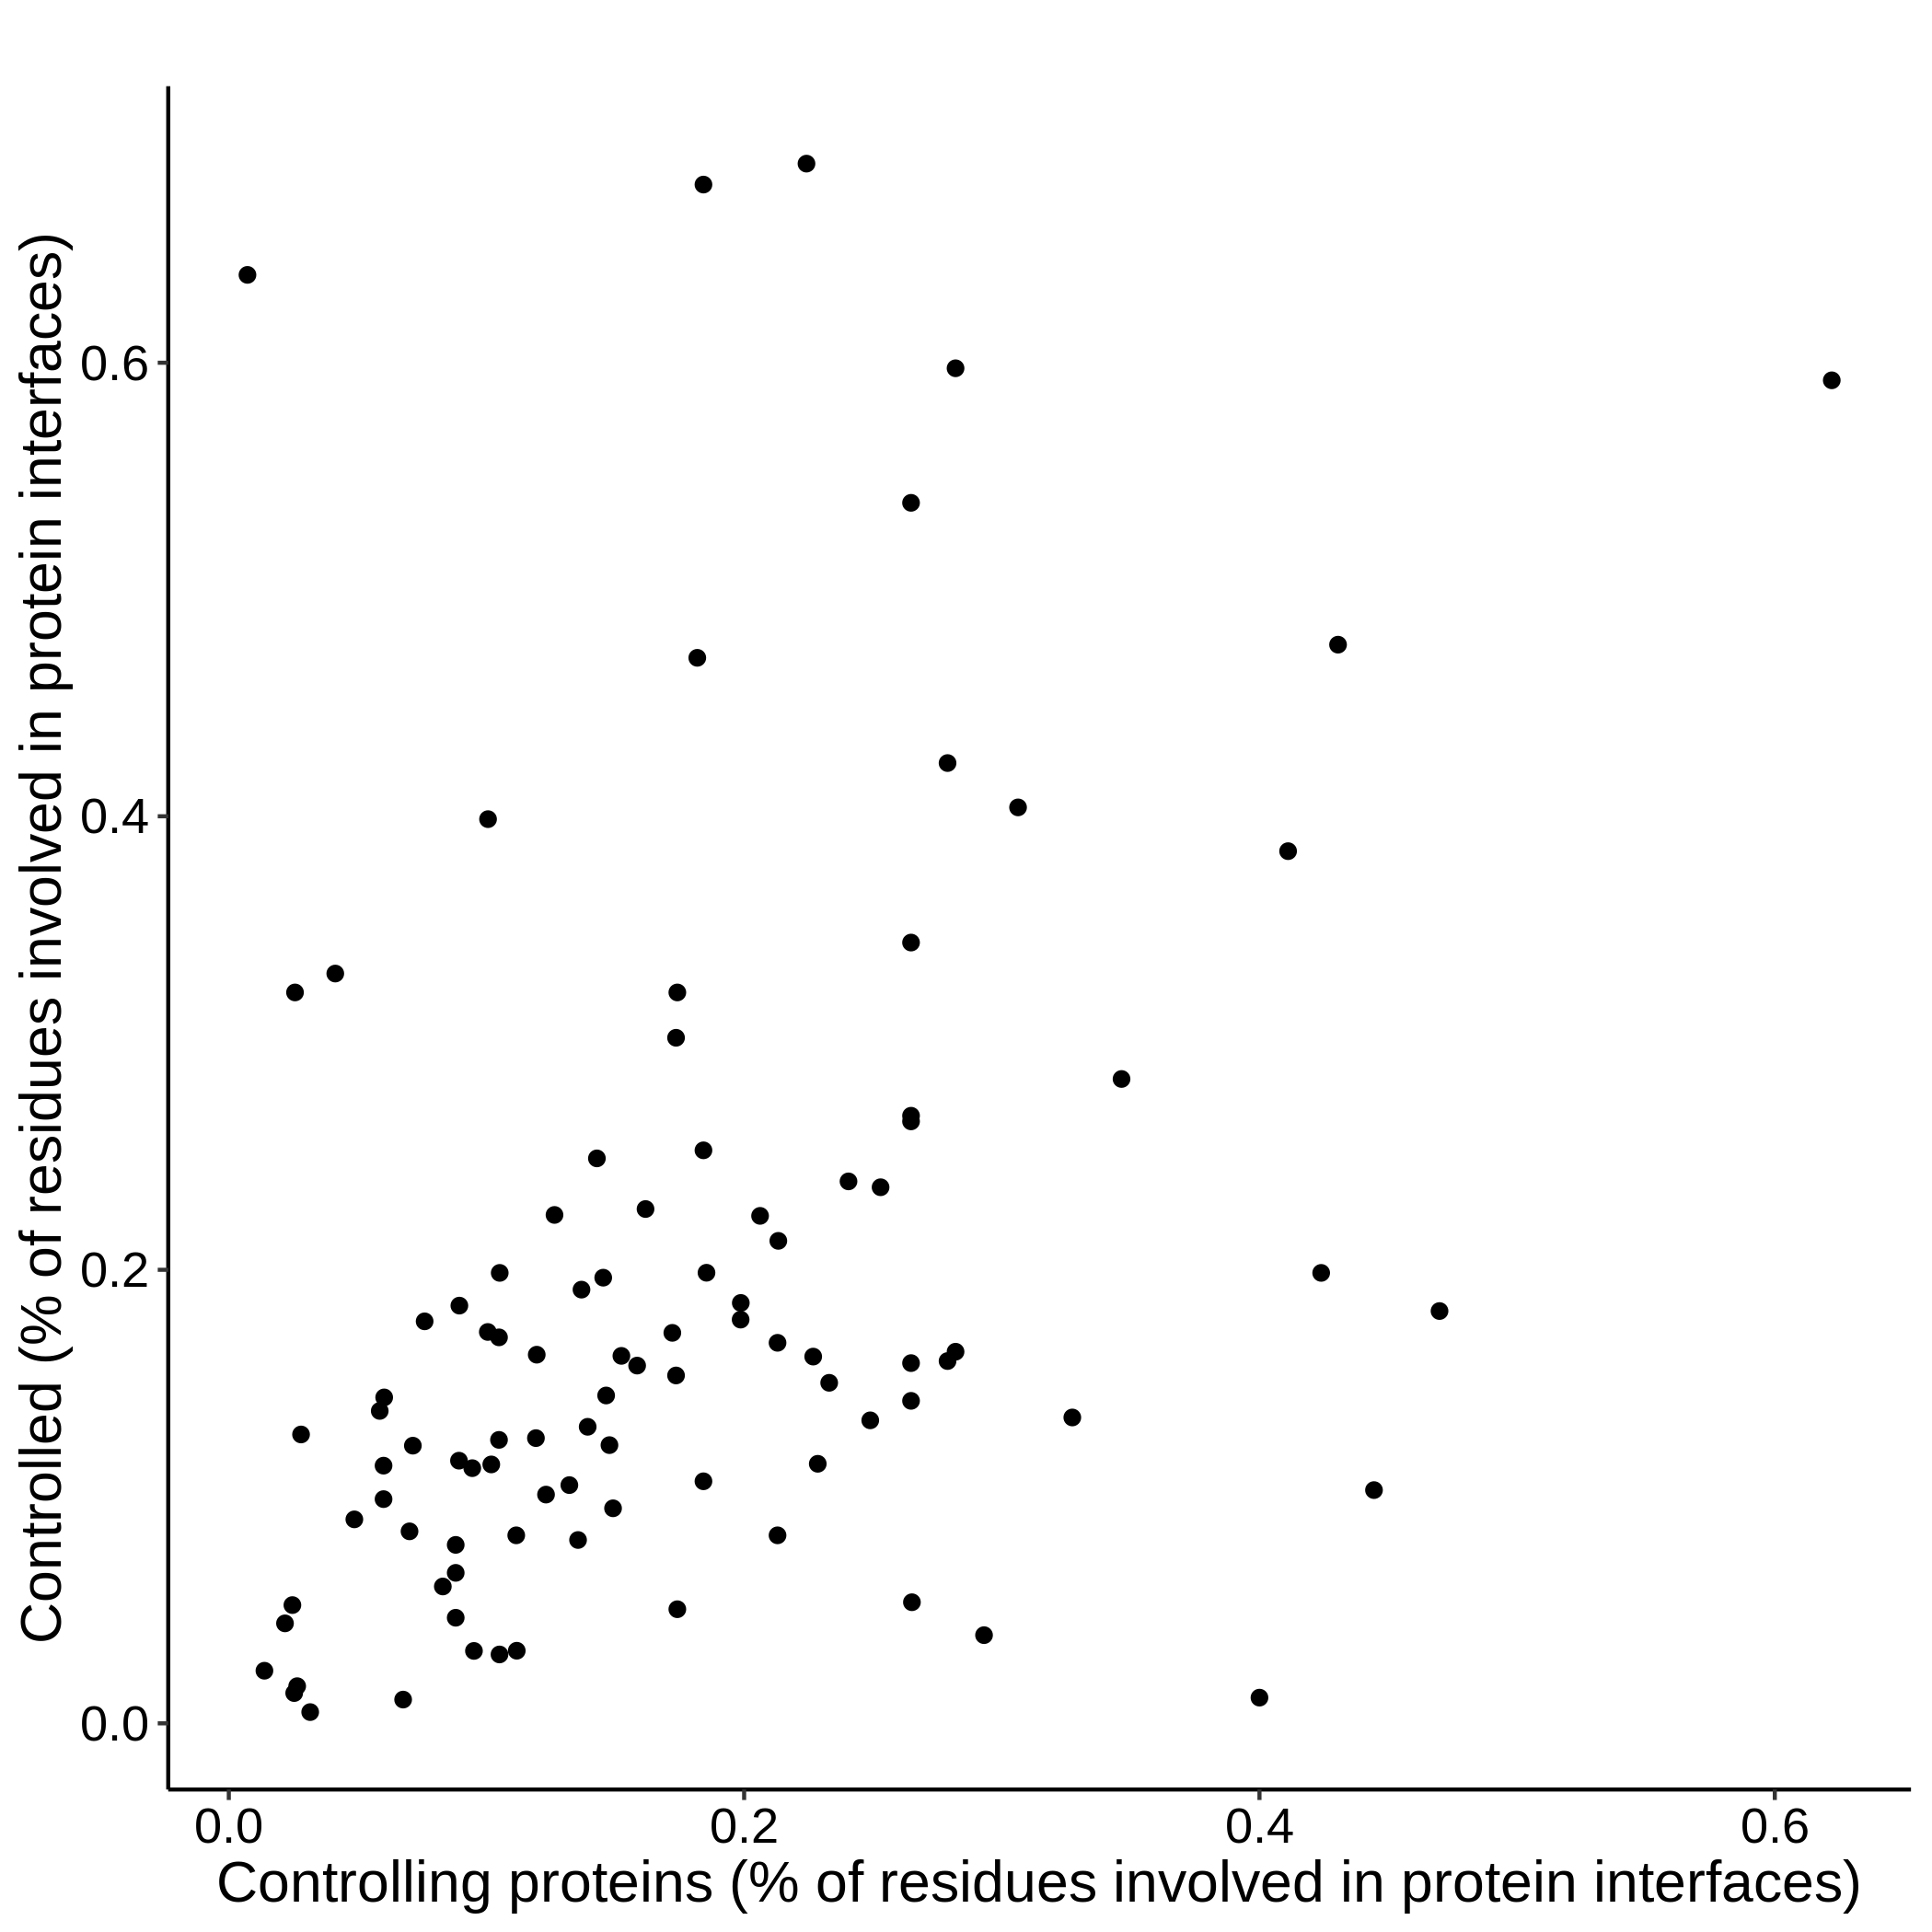 Controlled (% of residues involved in protein interfaces)
0.6
0.4
0.2
0.0
0.0 0.2 0.4 0.6
Controlling proteins (% of residues involved in protein interfaces)